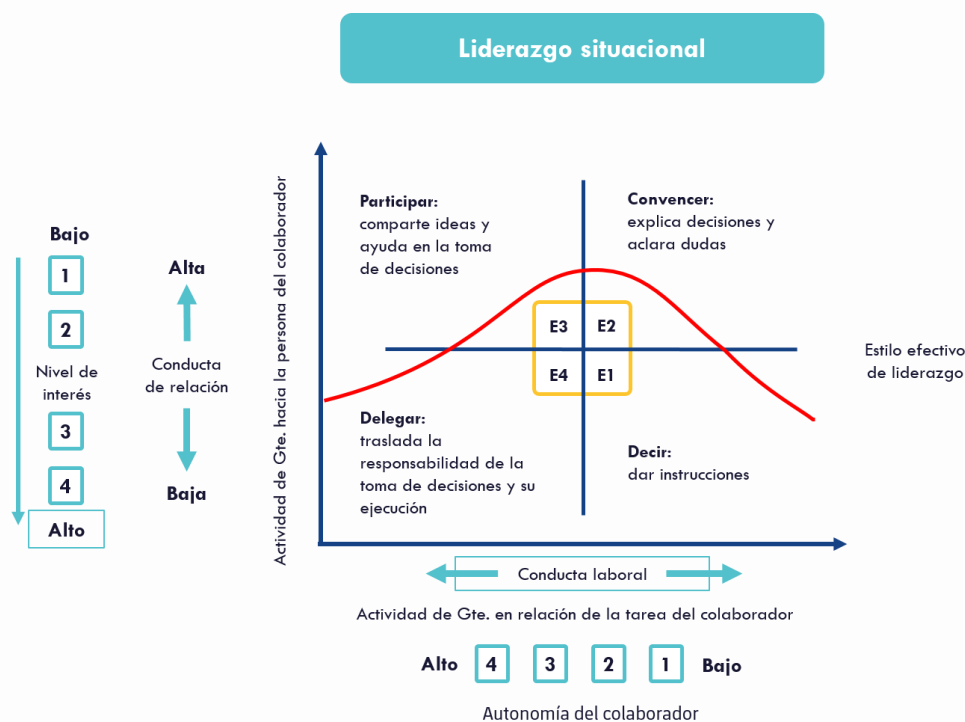 Liderazgo situacional
Bajo
1
2
Nivel de
interés
3
4
Alto
Alta
Conducta
de relación
Baja
Actividad de Gte. hacia la persona del colaborador
Participar:
comparte ideas y
ayuda en la toma
de decisiones
Convencer:
explica decisiones y
aclara dudas
E3 E2
E4 E1
Delegar:
traslada la
responsabilidad de la
toma de decisiones y su
ejecución
Decir:
dar instrucciones
Estilo efectivo
de liderazgo
Conducta laboral
Actividad de Gte. en relación de la tarea del colaborador
Alto 4 3 2 1 Bajo
Autonomía del colaborador